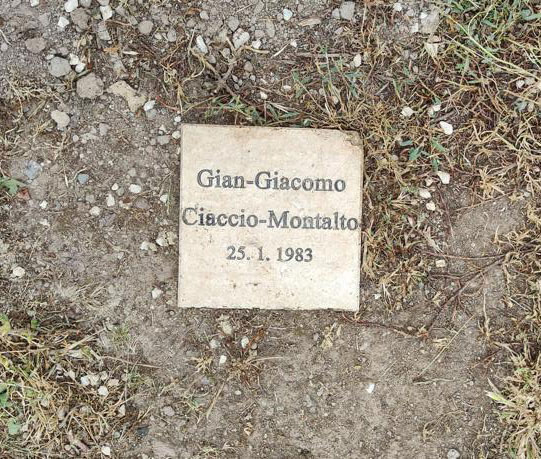 Gian-Giacomo
Ciaccio-Montalto
25. 1. 1983